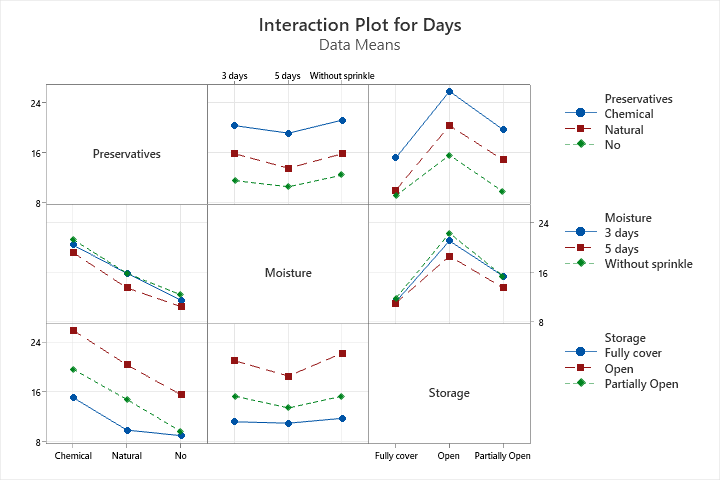 Interaction Plot for Days
Data Means
3 days 5 days Without sprinkle
24
16
8
Preservatives
Preservatives
Chemical
Natural
No
Moisture
24
16
8
Moisture
3 days
5 days
Without sprinkle
24
16
8
Storage
Storage
Fully cover
Open
Partially Open
Chemical Natural No
Fully cover Open Partially Open